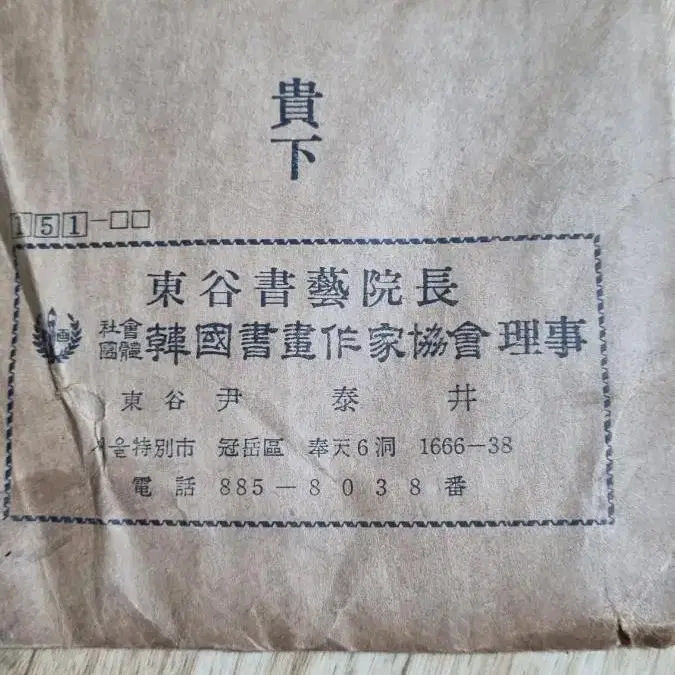 貴下
151-□□
東谷書藝院長
社會團體 韓國書畫作家協會 理事
東谷 尹泰井
서울特別市 冠岳區 奉天6洞 1666-38
電話 885-8038番